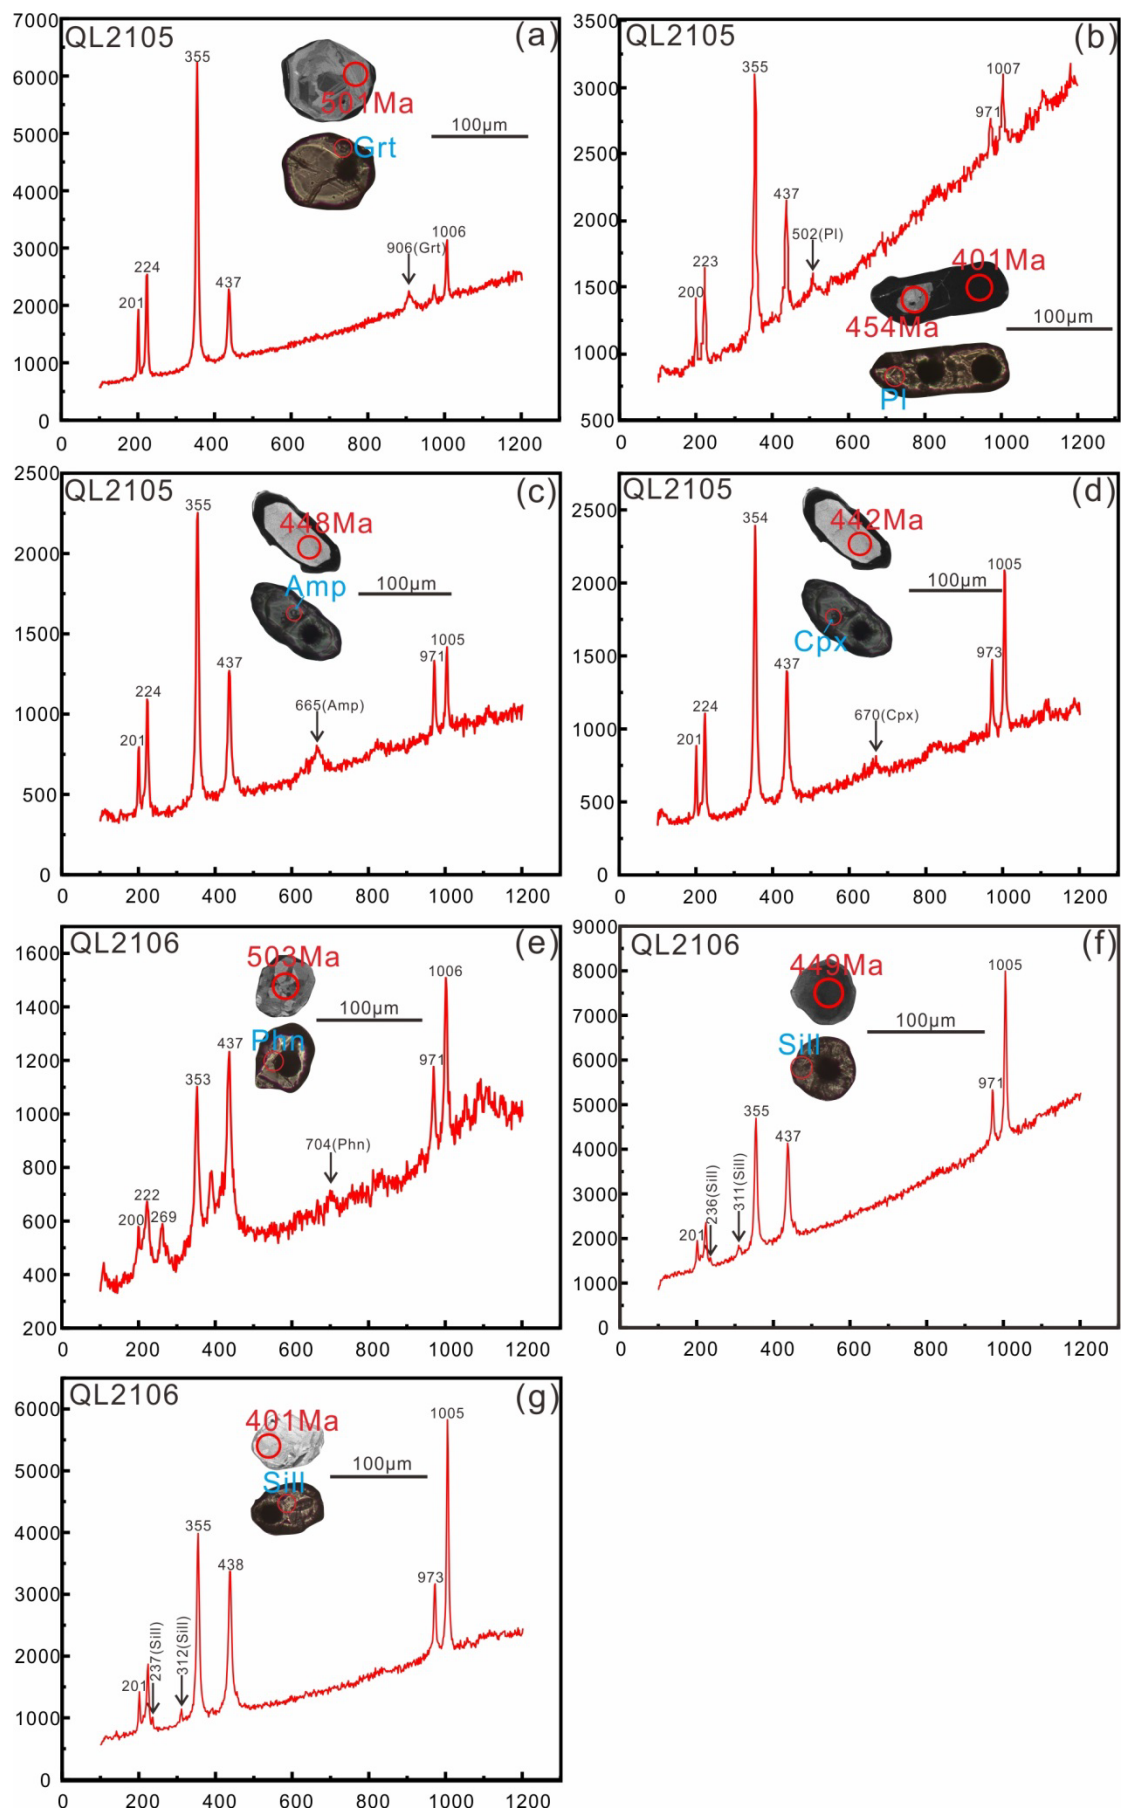 QL2105
(a)
7000
6000
5000
4000
3000
2000
1000
0
355
501Ma
Grt
100μm
201
224
437
906(Grt)
1006
0 200 400 600 800 1000 1200
QL2105
(b)
3500
3000
2500
2000
1500
1000
500
355
1007
971
437
223
200
502(Pl)
401Ma
454Ma
100μm
Pl
0 200 400 600 800 1000 1200
QL2105
(c)
2500
2000
1500
1000
500
0
355
448Ma
Amp
100μm
224
201
437
665(Amp)
971
1005
0 200 400 600 800 1000 1200
QL2105
(d)
2500
2000
1500
1000
500
0
354
442Ma
Cpx
100μm
1005
973
437
224
201
670(Cpx)
0 200 400 600 800 1000 1200
QL2106
(e)
1600
1400
1200
1000
800
600
400
200
503Ma
Phn
100μm
1006
971
437
353
222
200
269
704(Phn)
0 200 400 600 800 1000 1200
QL2106
(f)
9000
8000
7000
6000
5000
4000
3000
2000
1000
0
449Ma
Sill
100μm
1005
971
355
437
201
236(Sill)
311(Sill)
0 200 400 600 800 1000 1200
QL2106
(g)
6000
5000
4000
3000
2000
1000
0
401Ma
Sill
100μm
1005
973
355
438
201
237(Sill)
312(Sill)
0 200 400 600 800 1000 1200